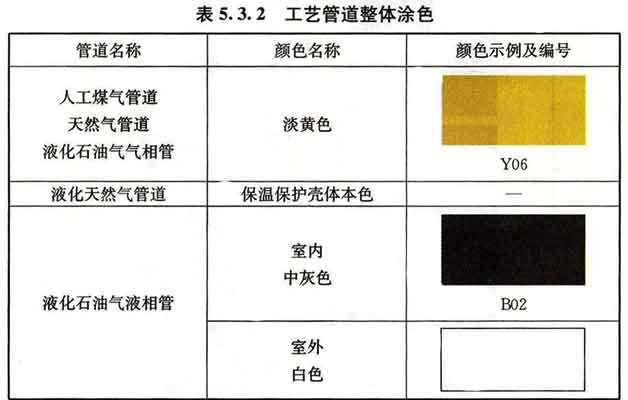 表5.3.2 工艺管道整体涂色
管道名称 颜色名称 颜色示例及编号
人工煤气管道
天然气管道
液化石油气气相管
淡黄色
Y06
液化天然气管道 保温保护壳体本色 —
液化石油气液相管
室内
中灰色
B02
室外
白色